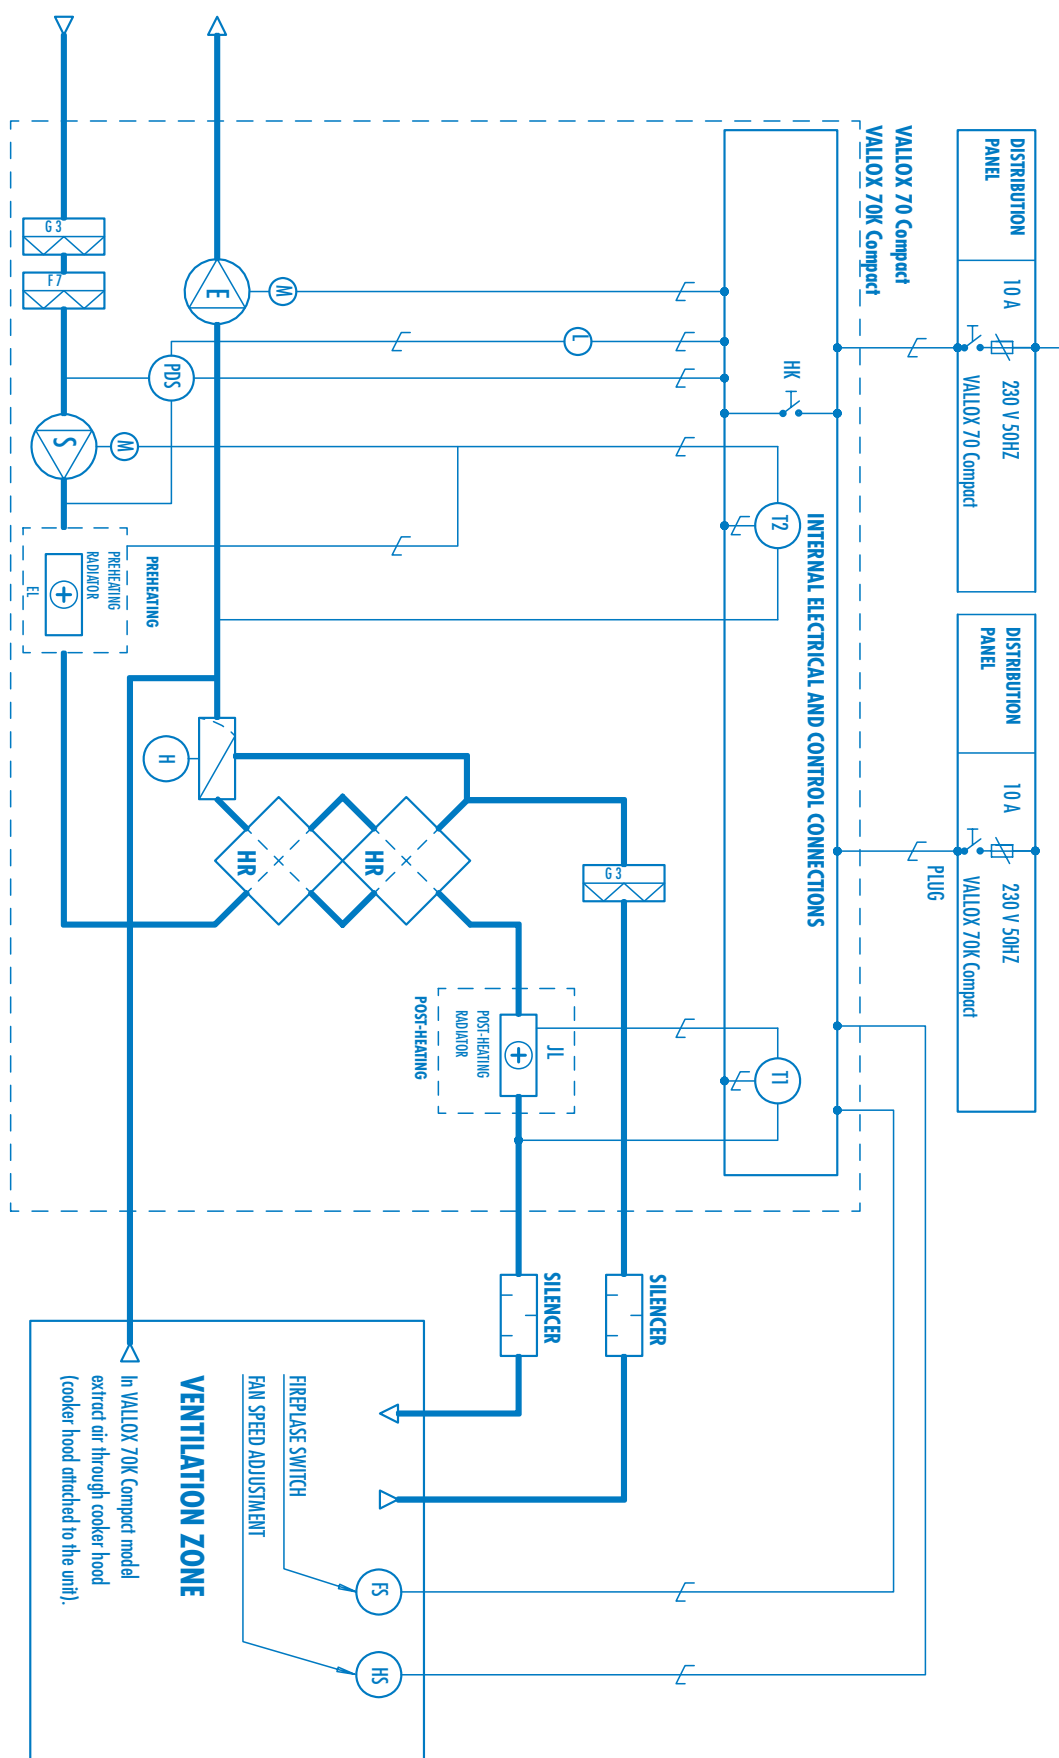 DISTRIBUTION
PANEL
10 A
230 V 50HZ
VALLOX 70 Compact
DISTRIBUTION
PANEL
10 A
230 V 50HZ
VALLOX 70K Compact
PLUG
VALLOX 70 Compact
VALLOX 70K Compact
INTERNAL ELECTRICAL AND CONTROL CONNECTIONS
HK
T2
T1
L
M
E
PDS
M
S
G 3
F 7
PREHEATING
PREHEATING
RADIATOR
EL
H
HR
HR
G 3
JL
POST-HEATING
RADIATOR
POST-HEATING
SILENCER
SILENCER
FIREPLASE SWITCH
FAN SPEED ADJUSTMENT
FS
HS
VENTILATION ZONE
In VALLOX 70K Compact model
extract air through cooker hood
(cooker hood attached to the unit).